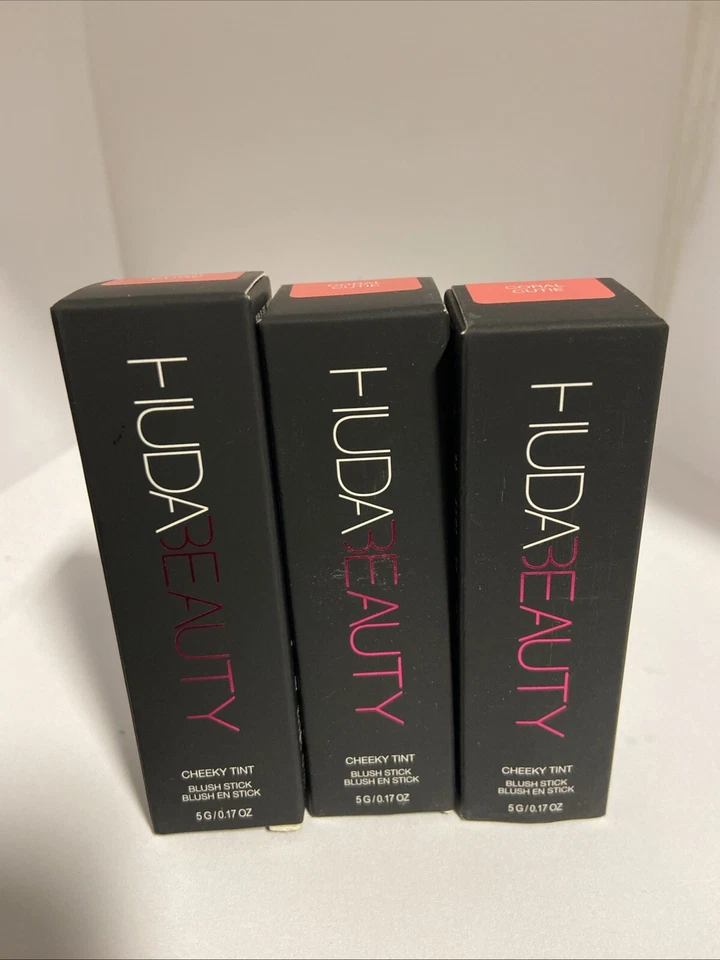 CORAL
CUTIE
CORAL
CUTIE
HUDABEAUTY
CHEEKY TINT
BLUSH STICK
BLUSH EN STICK
5 G / 0.17 OZ
HUDABEAUTY
CHEEKY TINT
BLUSH STICK
BLUSH EN STICK
5 G / 0.17 OZ
HUDABEAUTY
CHEEKY TINT
BLUSH STICK
BLUSH EN STICK
5 G / 0.17 OZ